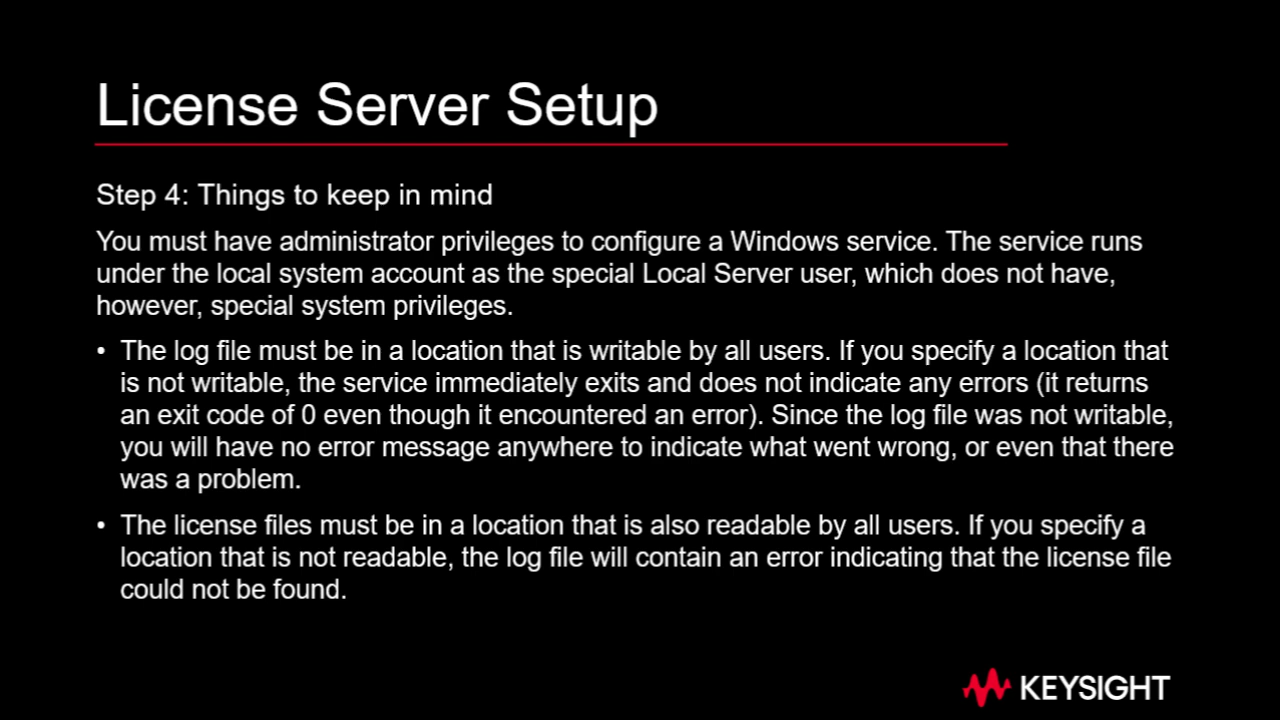 License Server Setup
Step 4: Things to keep in mind
You must have administrator privileges to configure a Windows service. The service runs
under the local system account as the special Local Server user, which does not have,
however, special system privileges.
• The log file must be in a location that is writable by all users. If you specify a location that
is not writable, the service immediately exits and does not indicate any errors (it returns
an exit code of 0 even though it encountered an error). Since the log file was not writable,
you will have no error message anywhere to indicate what went wrong, or even that there
was a problem.
• The license files must be in a location that is also readable by all users. If you specify a
location that is not readable, the log file will contain an error indicating that the license file
could not be found.
KEYSIGHT